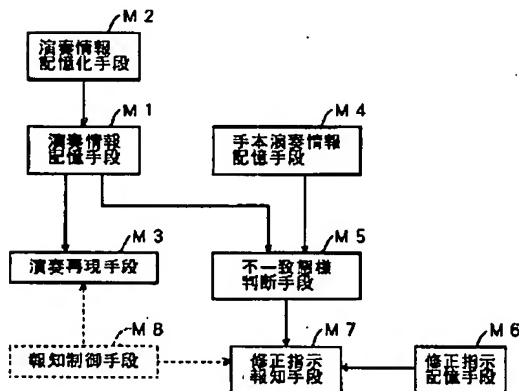 M 2
演奏情報
記憶化手段
M 1
演奏情報
記憶手段
M 4
手本演奏情報
記憶手段
M 3
演奏再現手段
M 5
不一致態様
判断手段
M 8
報知制御手段
M 7
修正指示
報知手段
M 6
修正指示
記憶手段